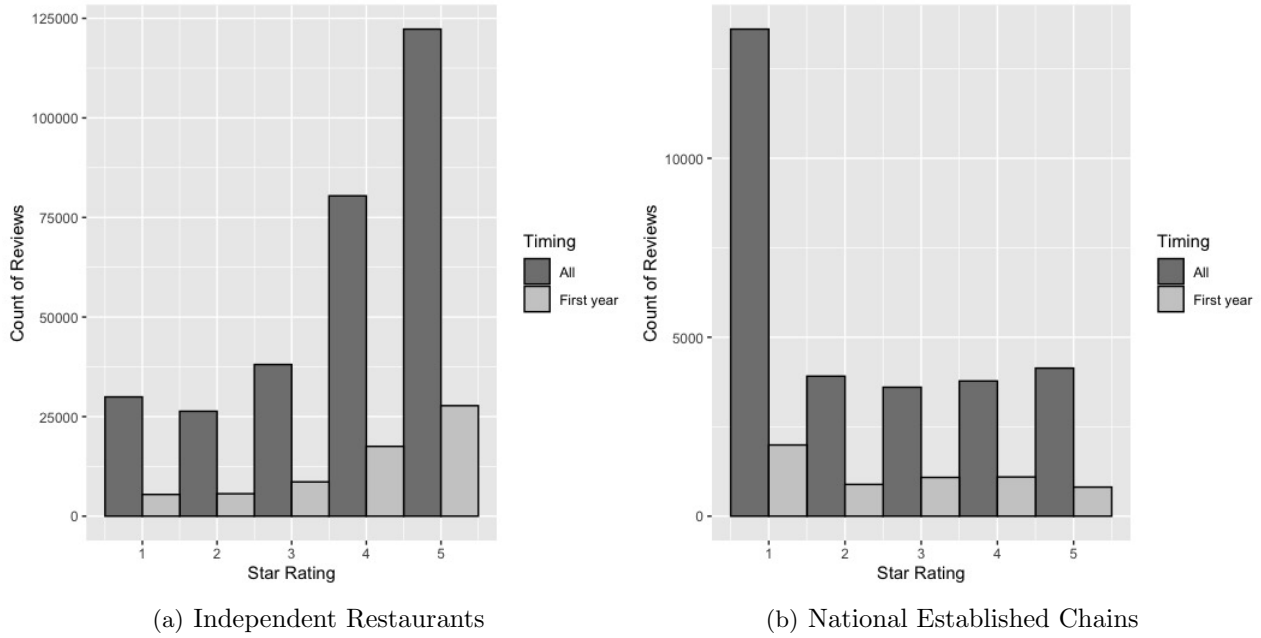 125000
100000
75000
50000
25000
0
Count of Reviews
1 2 3 4 5
Star Rating
Timing
All
First year
(a) Independent Restaurants
10000
5000
0
Count of Reviews
1 2 3 4 5
Star Rating
Timing
All
First year
(b) National Established Chains